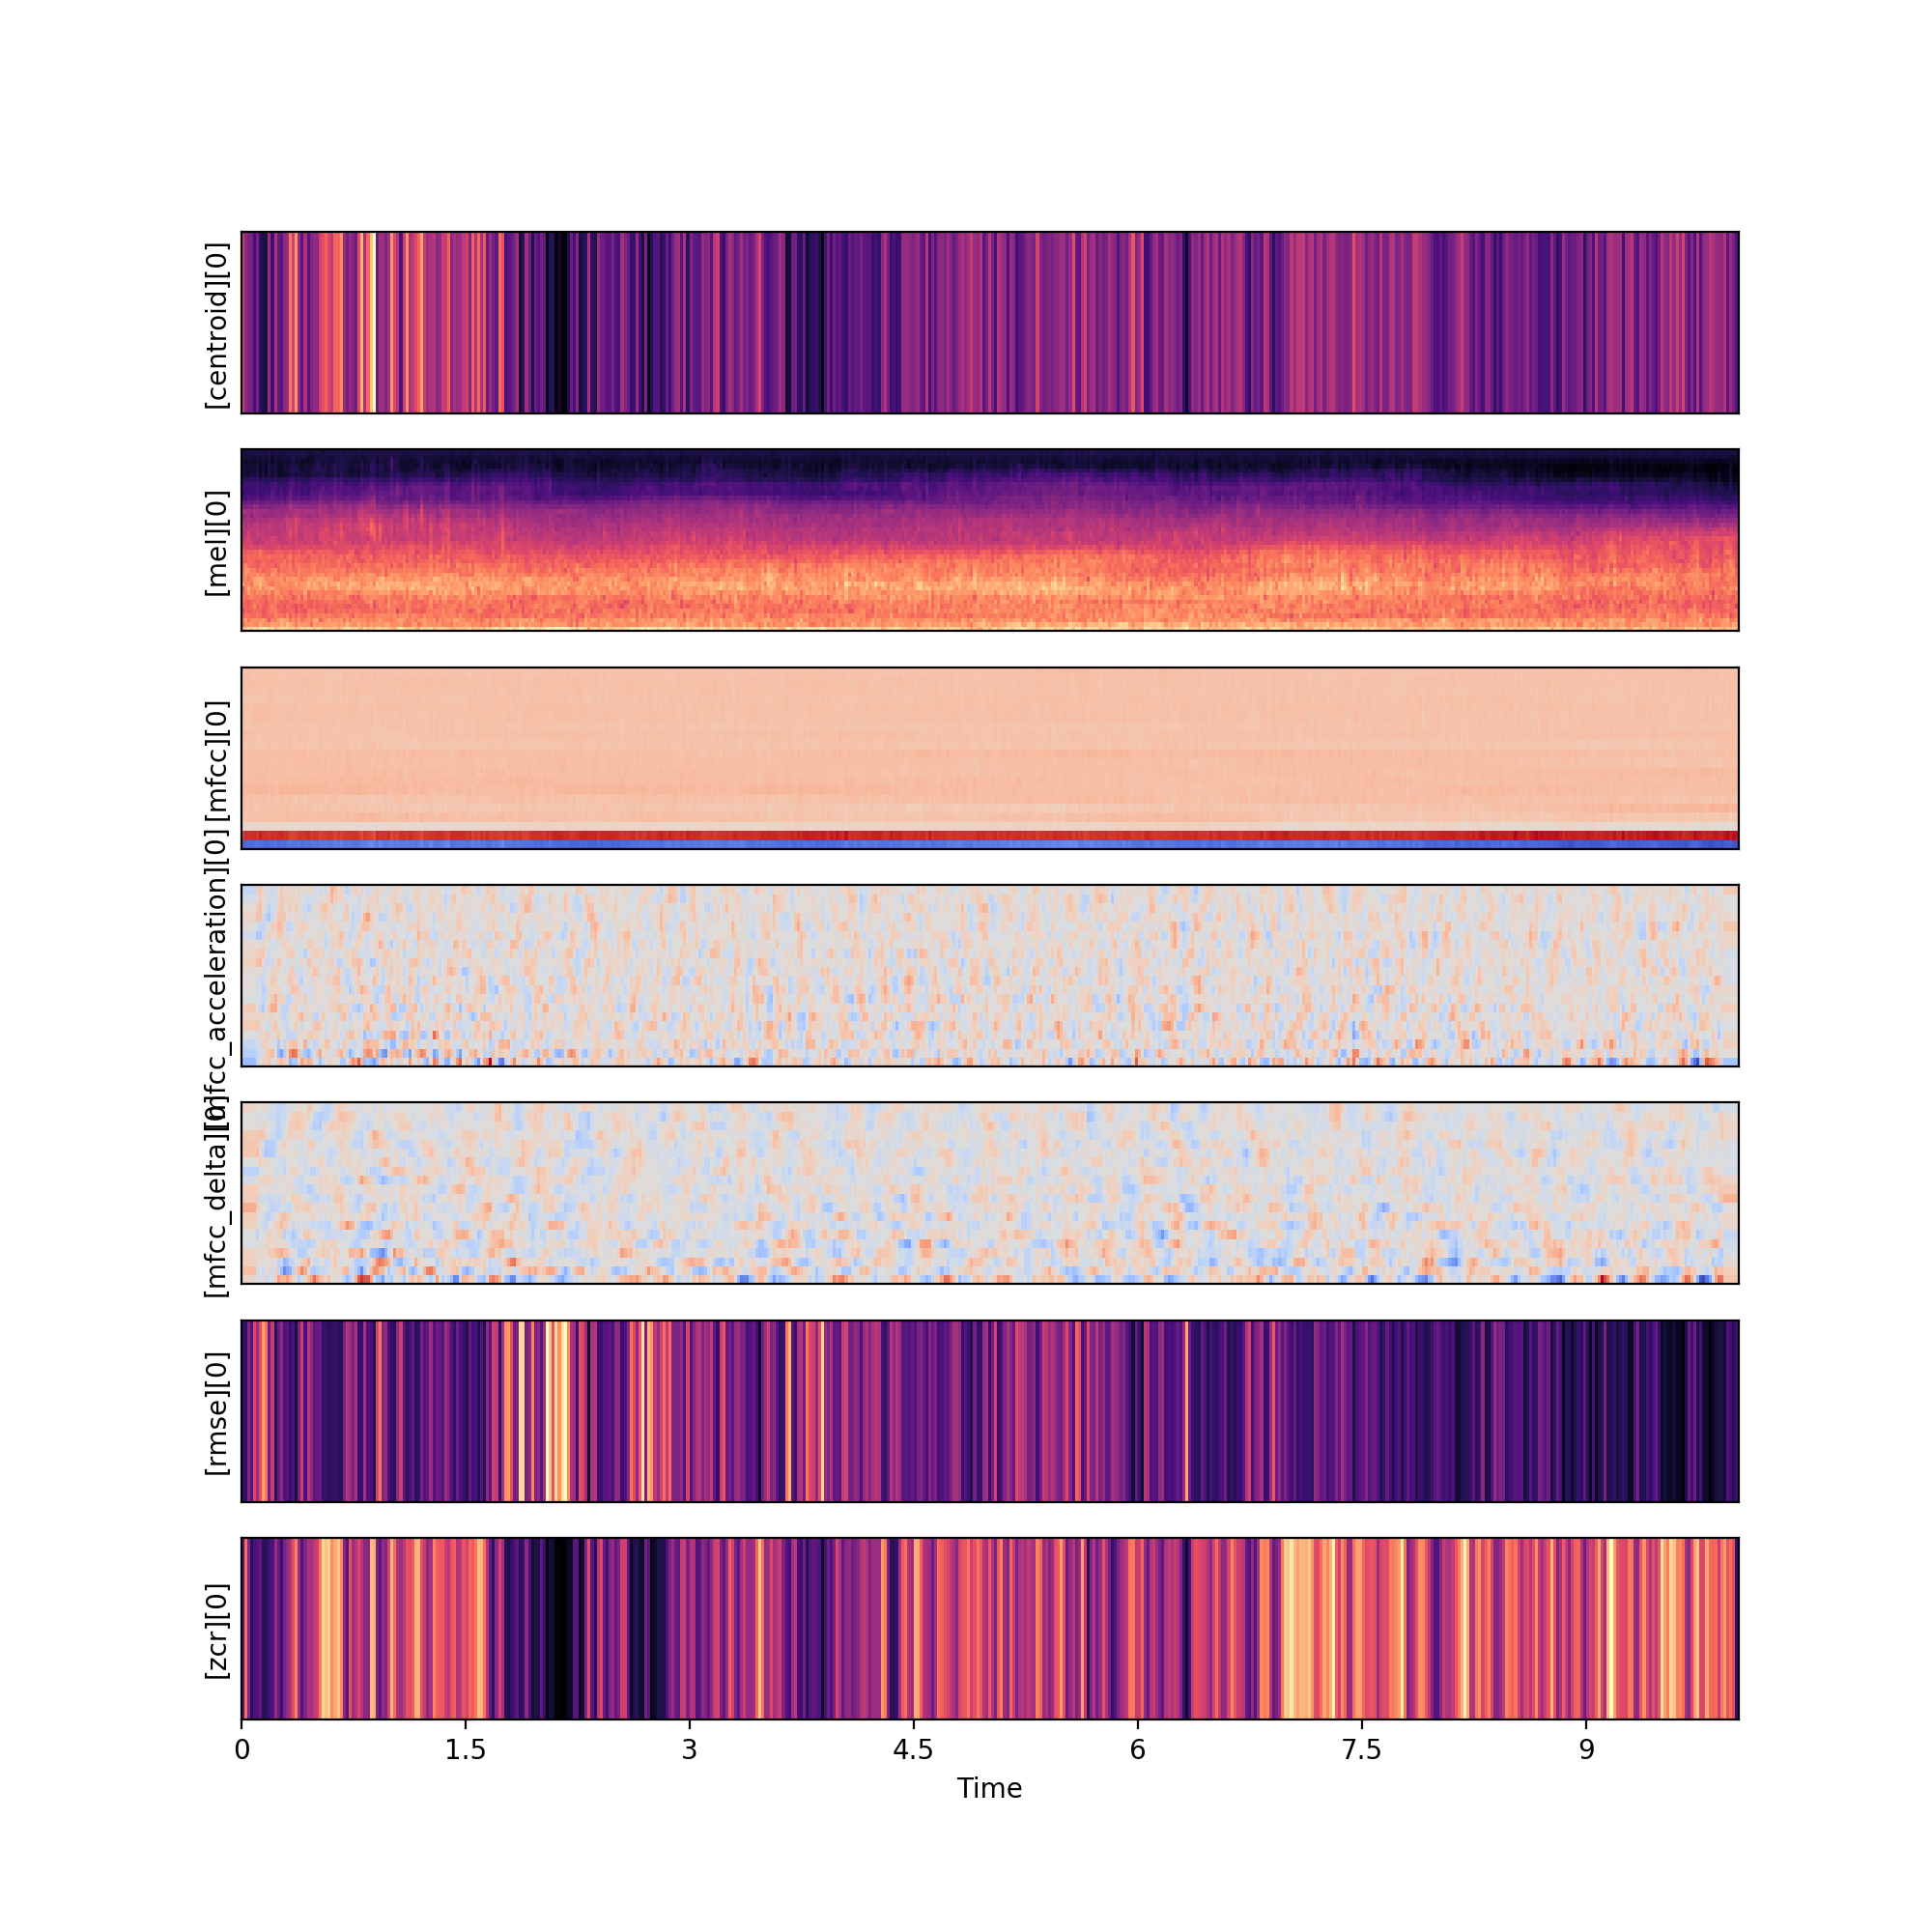 [centroid][0]
[mel][0]
[mfcc][0]
[mfcc_acceleration][0]
[mfcc_delta][0]
[rmse][0]
[zcr][0]
0 1.5 3 4.5 6 7.5 9
Time